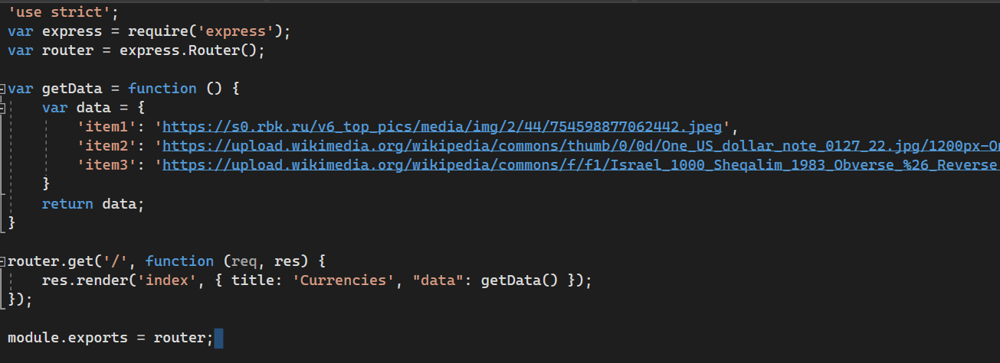 'use strict';
var express = require('express');
var router = express.Router();
var getData = function () {
var data = {
'item1': 'https://s0.rbk.ru/v6_top_pics/media/img/2/44/754598877062442.jpeg',
'item2': 'https://upload.wikimedia.org/wikipedia/commons/thumb/0/0d/One_US_dollar_note_0127_22.jpg/1200px-On
'item3': 'https://upload.wikimedia.org/wikipedia/commons/f/f1/Israel_1000_Sheqalim_1983_Obverse_%26_Reverse
}
return data;
}
router.get('/', function (req, res) {
res.render('index', { title: 'Currencies', "data": getData() });
});
module.exports = router;